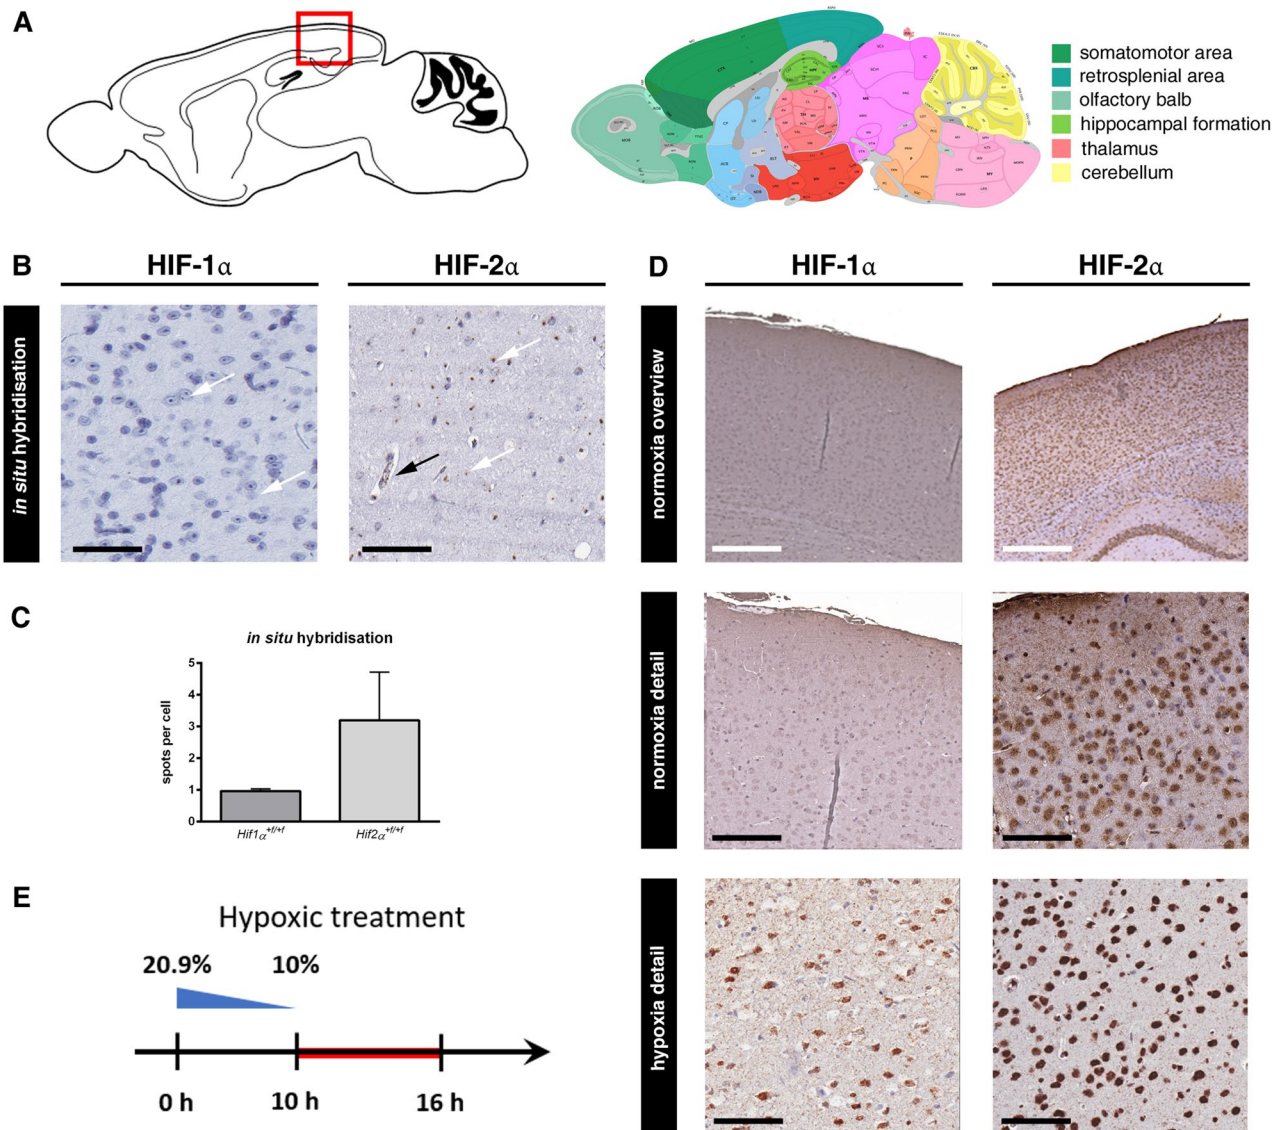 A
somatomotor area
retrosplenial area
olfactory balb
hippocampal formation
thalamus
cerebellum
B
HIF-1α
HIF-2α
in situ hybridisation
C
in situ hybridisation
spots per cell
5
4
3
2
1
0
Hif1α+f/+f
Hif2α+f/+f
D
HIF-1α
HIF-2α
normoxia overview
normoxia detail
hypoxia detail
E
Hypoxic treatment
20.9%
10%
0 h
10 h
16 h